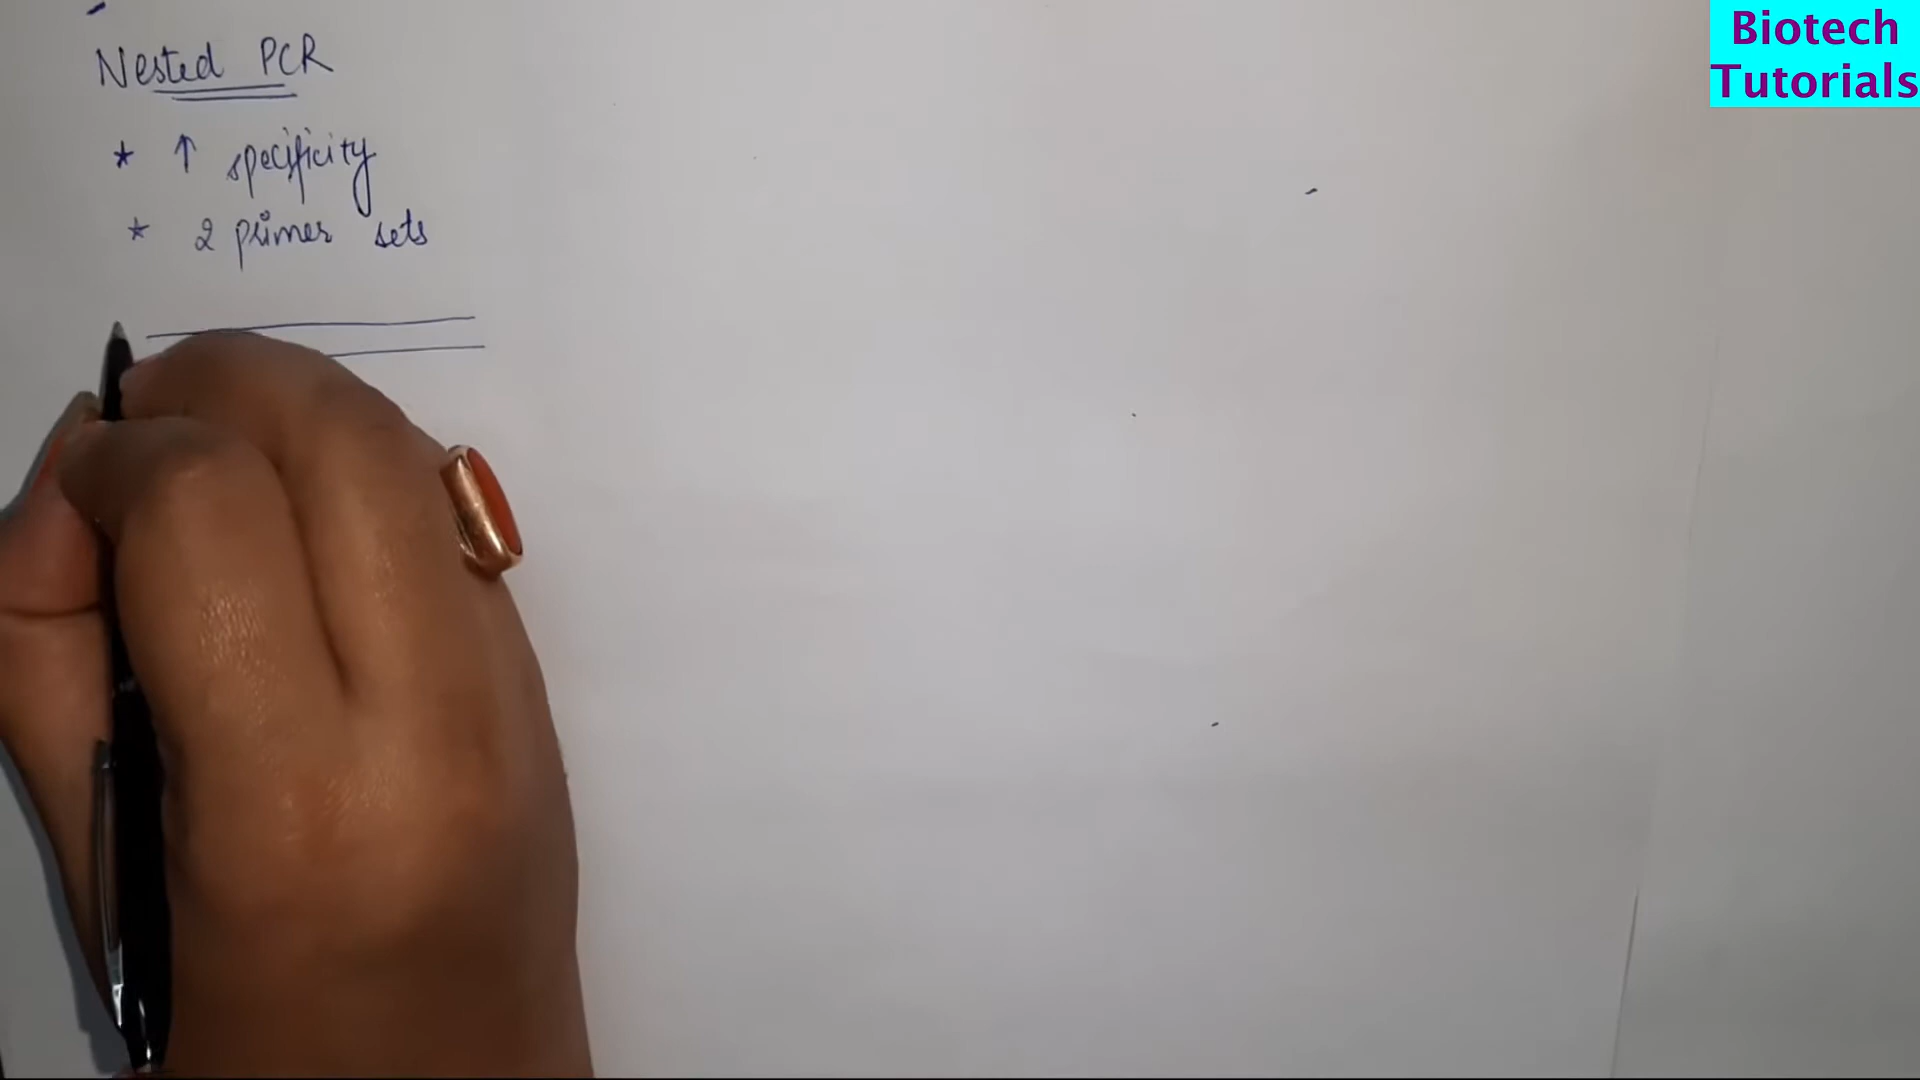 Nested PCR
* ↑ specificity
* 2 primer sets
Biotech
Tutorials